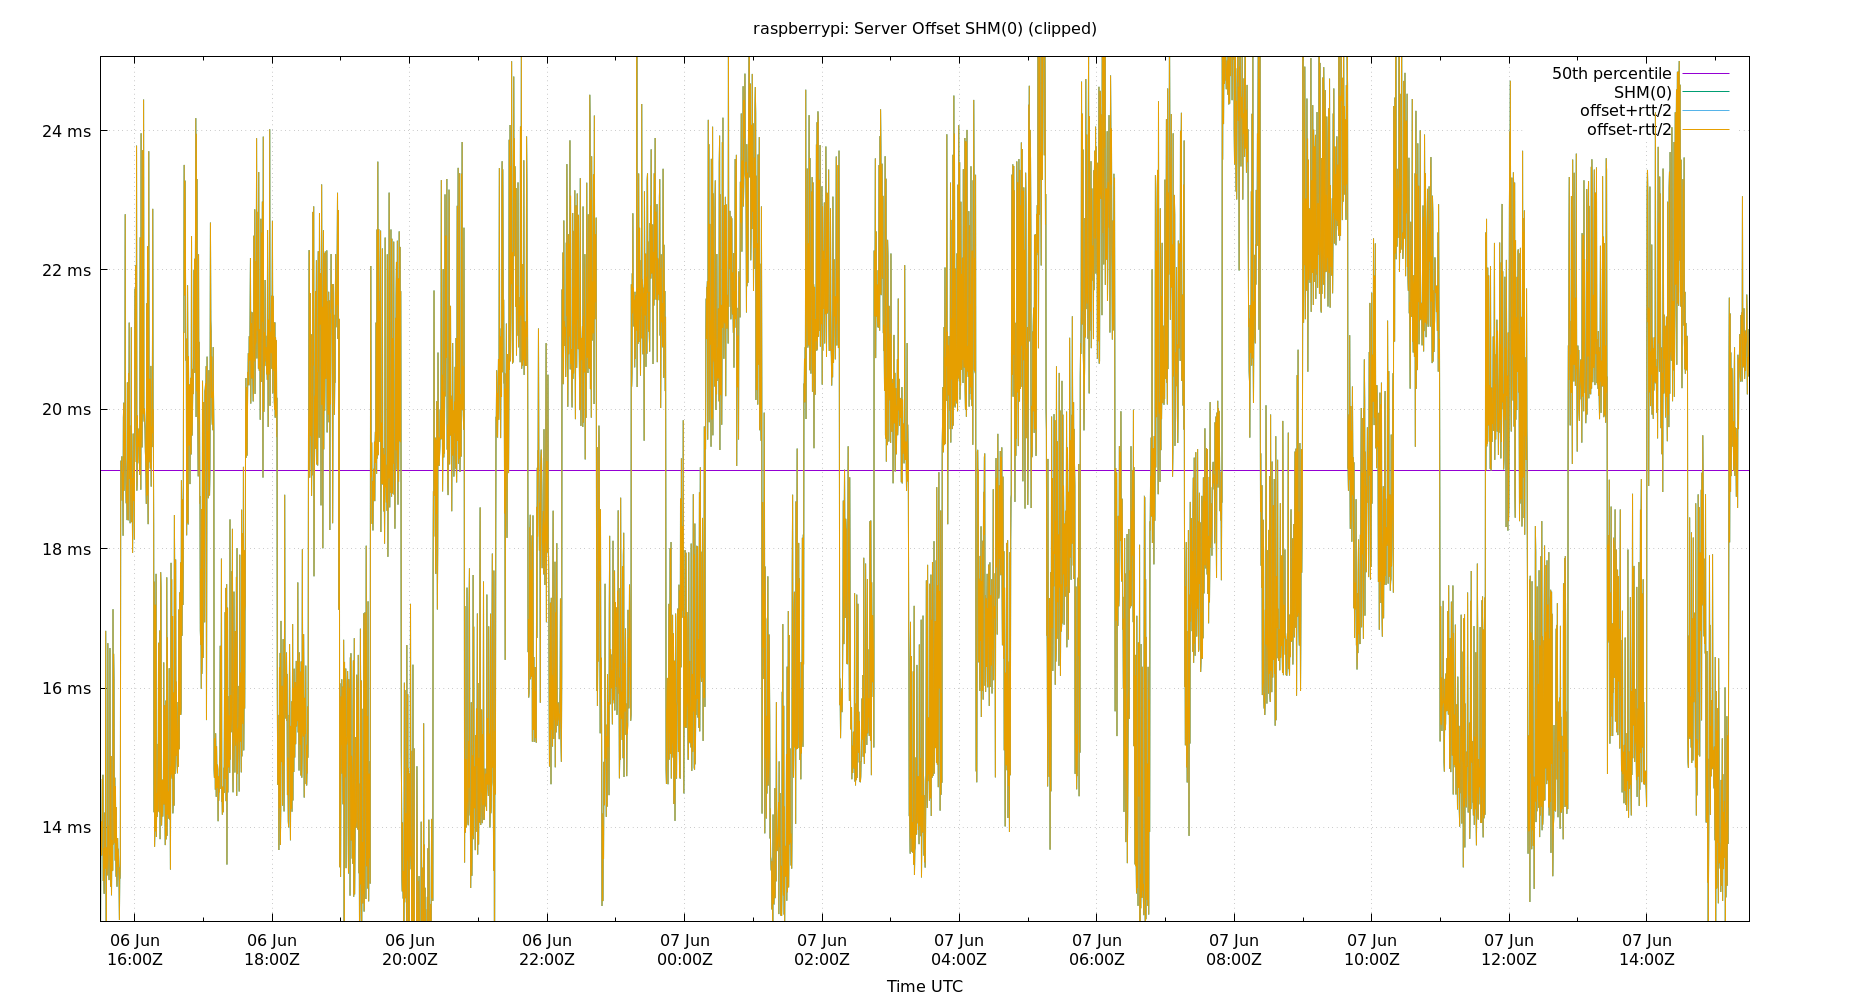 raspberrypi: Server Offset SHM(0) (clipped)
50th percentile
SHM(0)
offset+rtt/2
offset-rtt/2
24 ms
22 ms
20 ms
18 ms
16 ms
14 ms
06 Jun 06 Jun 06 Jun 06 Jun 07 Jun 07 Jun 07 Jun 07 Jun 07 Jun 07 Jun 07 Jun 07 Jun
16:00Z 18:00Z 20:00Z 22:00Z 00:00Z 02:00Z 04:00Z 06:00Z 08:00Z 10:00Z 12:00Z 14:00Z
Time UTC